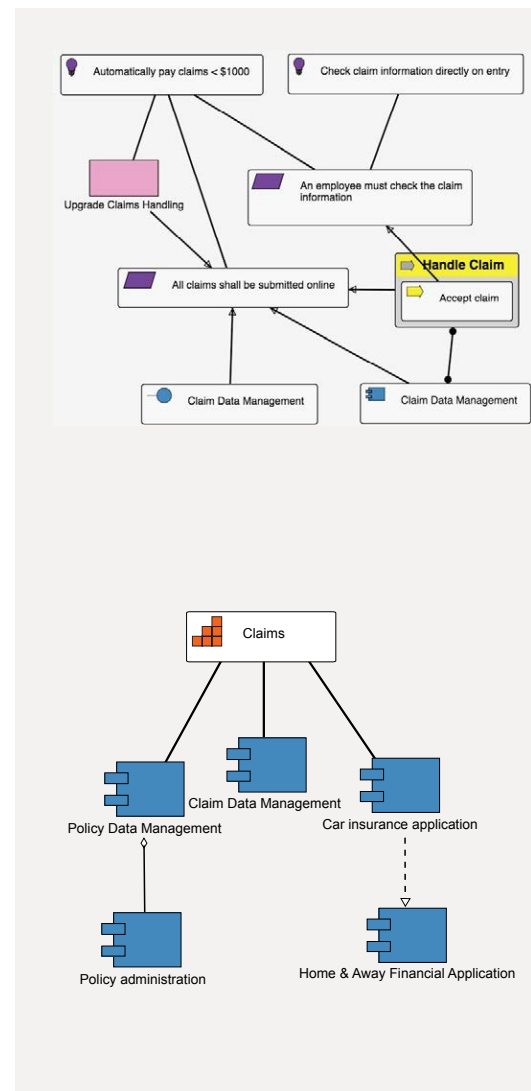 Automatically pay claims < $1000
Check claim information directly on entry
An employee must check the claim
information
Upgrade Claims Handling
Handle Claim
All claims shall be submitted online
Accept claim
Claim Data Management
Claim Data Management
Claims
Policy Data Management
Claim Data Management
Car insurance application
Policy administration
Home & Away Financial Application